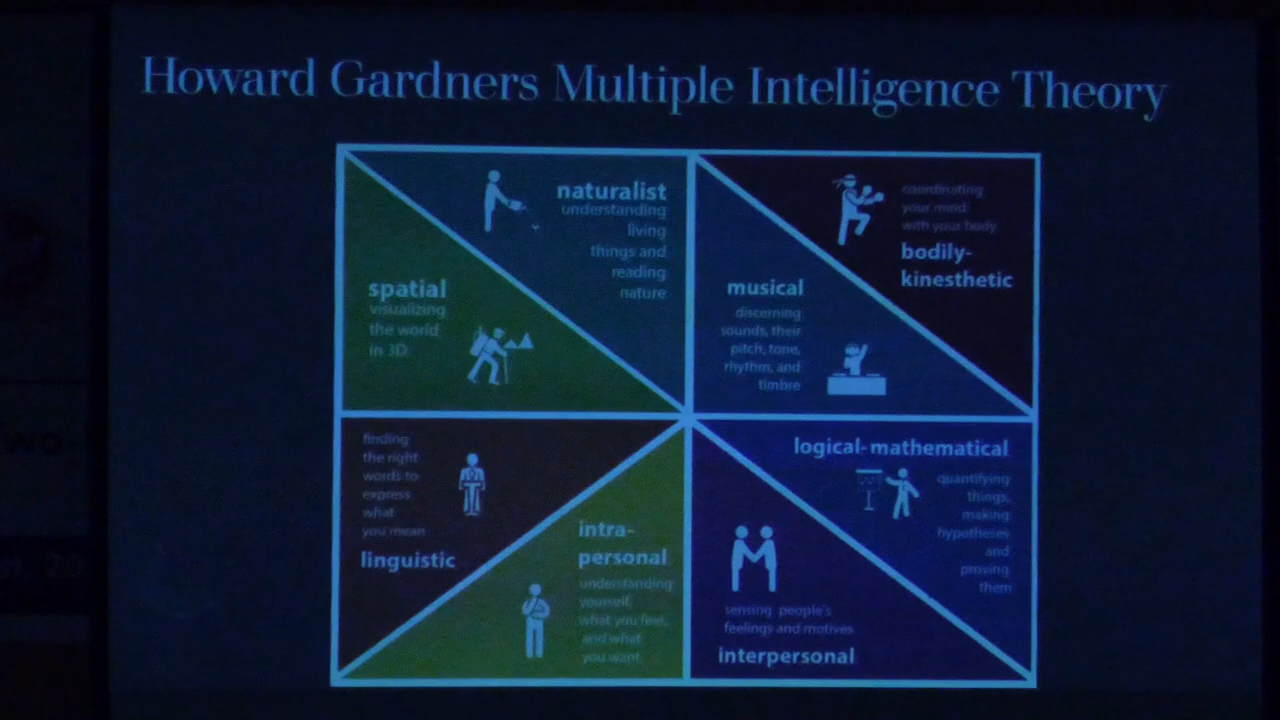 Howard Gardners Multiple Intelligence Theory
naturalist
understanding
living
things and
reading
nature
spatial
visualizing
the world
in 3D
coordinating
your mind
with your body
bodily-
kinesthetic
musical
discerning
sounds, their
pitch, tone,
rhythm, and
timbre
finding
the right
words to
express
what
you mean
linguistic
intra-
personal
understanding
yourself,
what you feel,
and what
you want
logical-mathematical
quantifying
things,
making
hypotheses
and
proving
them
sensing people's
feelings and motives
interpersonal